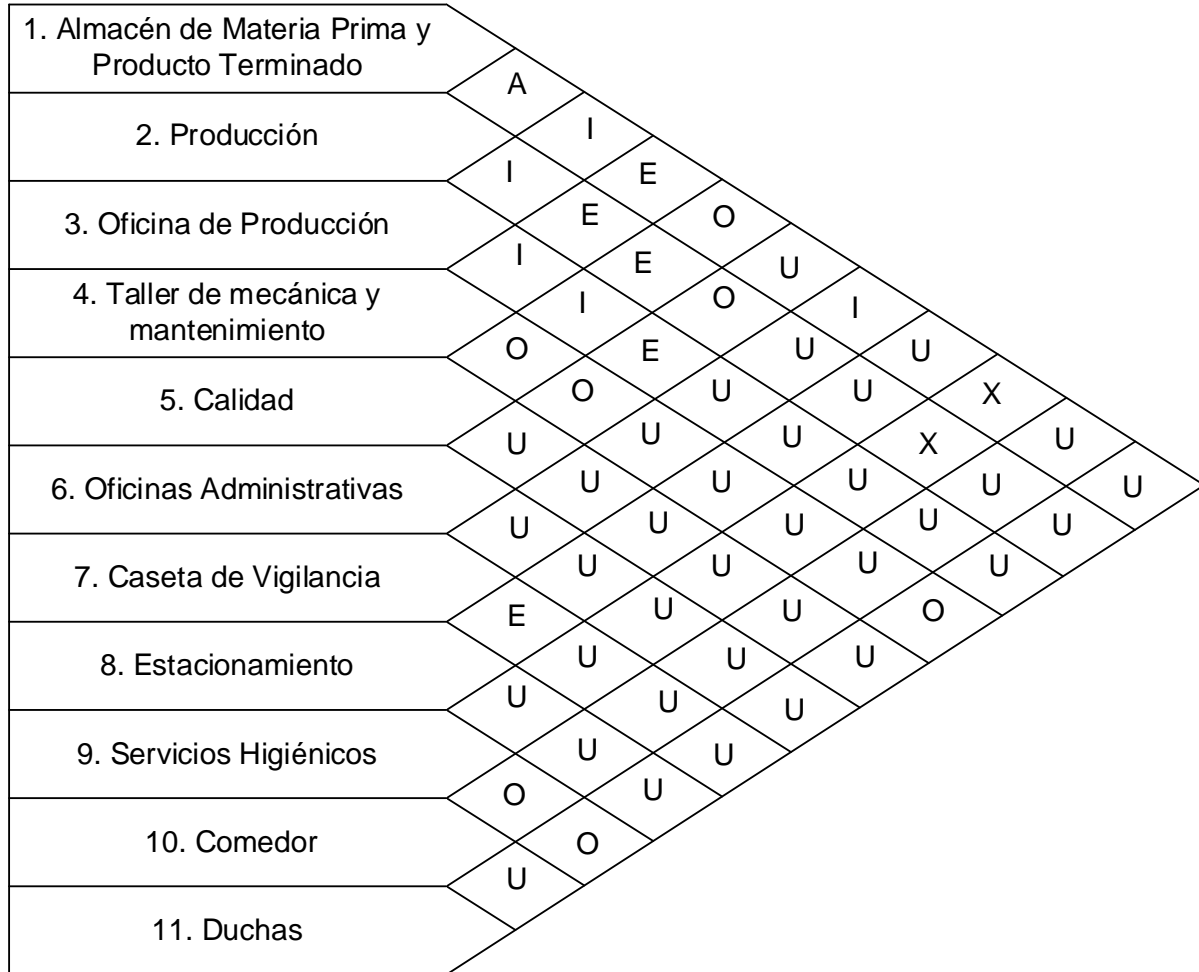 1. Almacén de Materia Prima y
Producto Terminado
A
2. Producción I
I E
3. Oficina de Producción E O
I E U
4. Taller de mecánica y
mantenimiento
I O I
O E U U
5. Calidad O U U X
U U U X U
6. Oficinas Administrativas U U U U U
U U U U U
7. Caseta de Vigilancia U U U U
E U U O
8. Estacionamiento U U U
U U U
9. Servicios Higiénicos U U
O U
10. Comedor O
U
11. Duchas